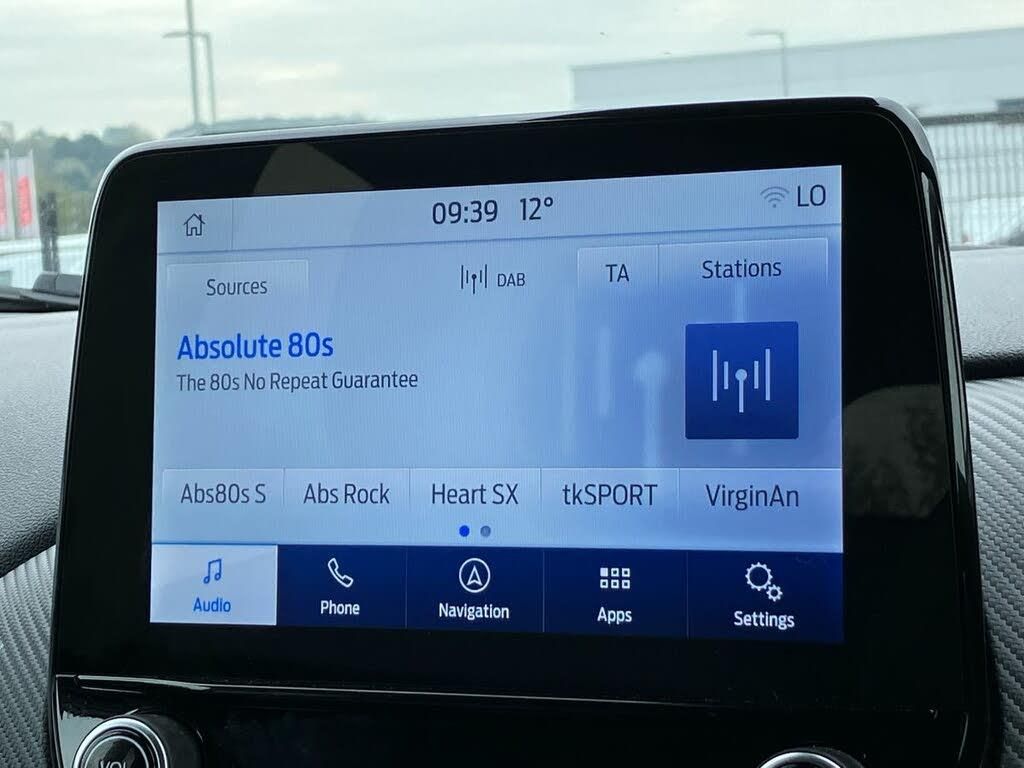 09:39 12° LO
Sources DAB TA Stations
Absolute 80s
The 80s No Repeat Guarantee
Abs80s S Abs Rock Heart SX tkSPORT VirginAn
Audio Phone Navigation Apps Settings
VOL